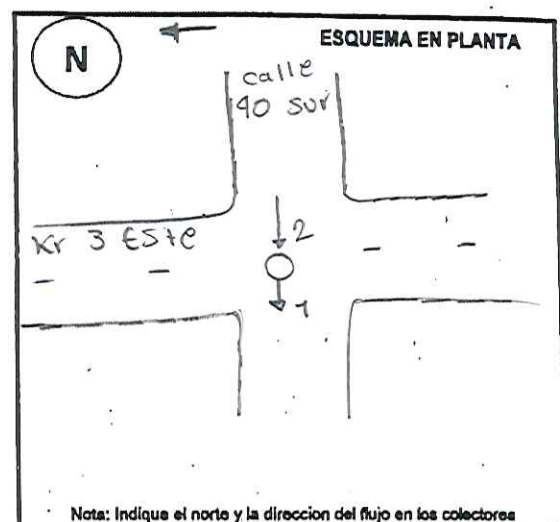 N
ESQUEMA EN PLANTA
calle
40 sur
Kr 3 Este
2
1
Nota: Indique el norte y la direccion del flujo en los colectores